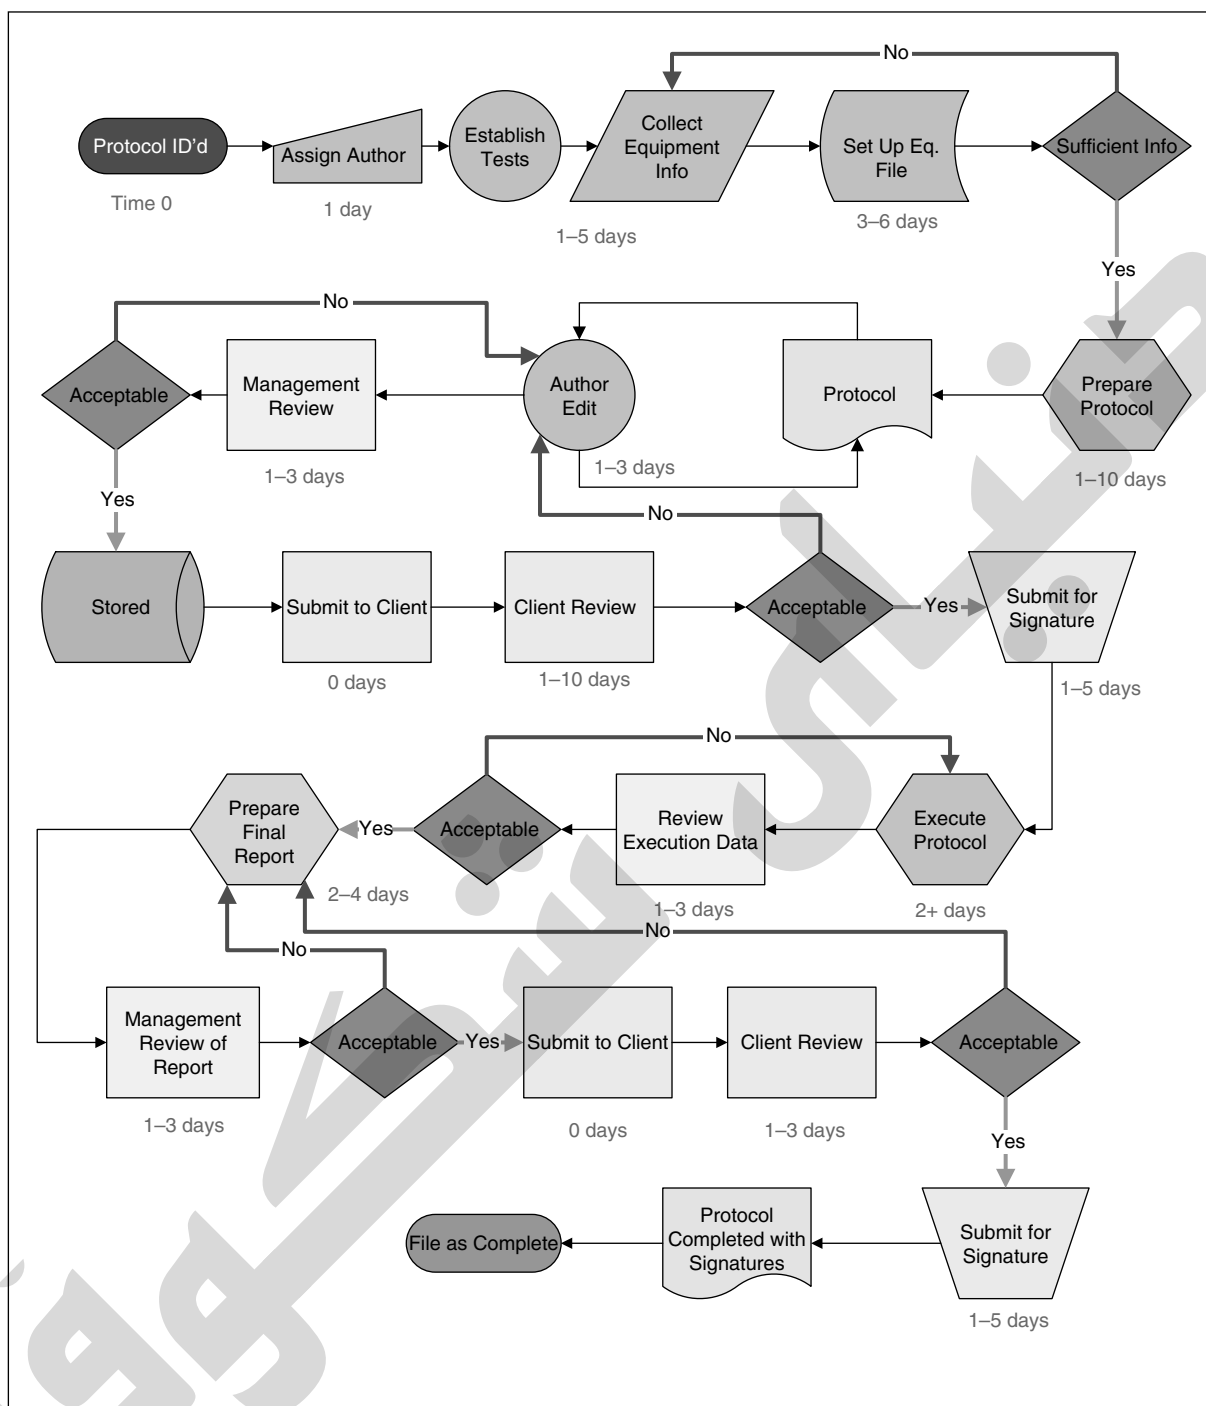 No
Protocol ID'd
Assign Author
Establish
Tests
Collect
Equipment
Info
Set Up Eq.
File
Sufficient Info
Time 0
1 day
1–5 days
3–6 days
Yes
No
Acceptable
Management
Review
Author
Edit
Protocol
Prepare
Protocol
1–3 days
1–3 days
1–10 days
Yes
No
Stored
Submit to Client
Client Review
Acceptable
Yes
Submit for
Signature
0 days
1–10 days
1–5 days
No
Prepare
Final
Report
Yes
Acceptable
Review
Execution Data
Execute
Protocol
2–4 days
1–3 days
2+ days
No
No
Management
Review of
Report
Acceptable
Yes
Submit to Client
Client Review
Acceptable
1–3 days
0 days
1–3 days
Yes
File as Complete
Protocol
Completed with
Signatures
Submit for
Signature
1–5 days